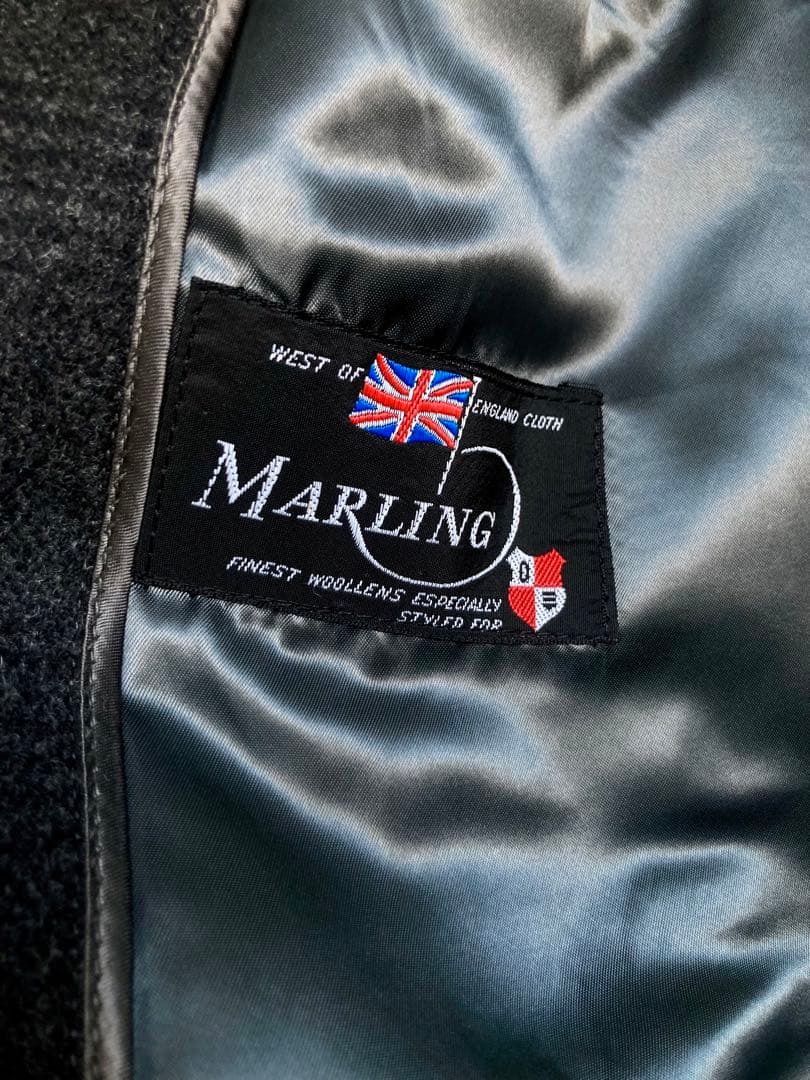 WEST OF ENGLAND CLOTH
MARLING
FINEST WOOLLENS ESPECIALLY
STYLED FOR